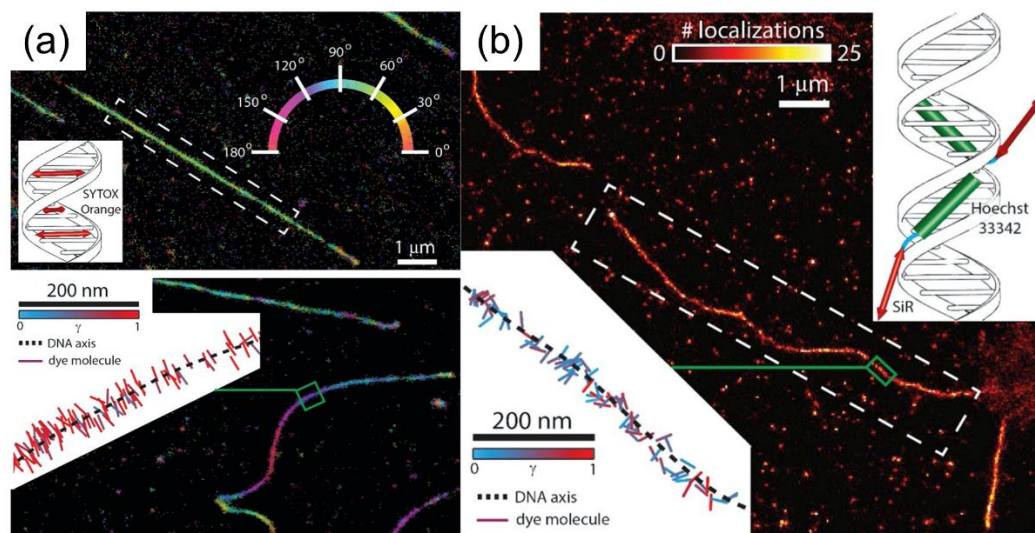 (a)
90°
120°
60°
150°
30°
180°
0°
SYTOX
Orange
1 μm
200 nm
0 γ 1
DNA axis
dye molecule
(b)
# localizations
0 25
1 μm
Hoechst
33342
SiR
200 nm
0 γ 1
DNA axis
dye molecule